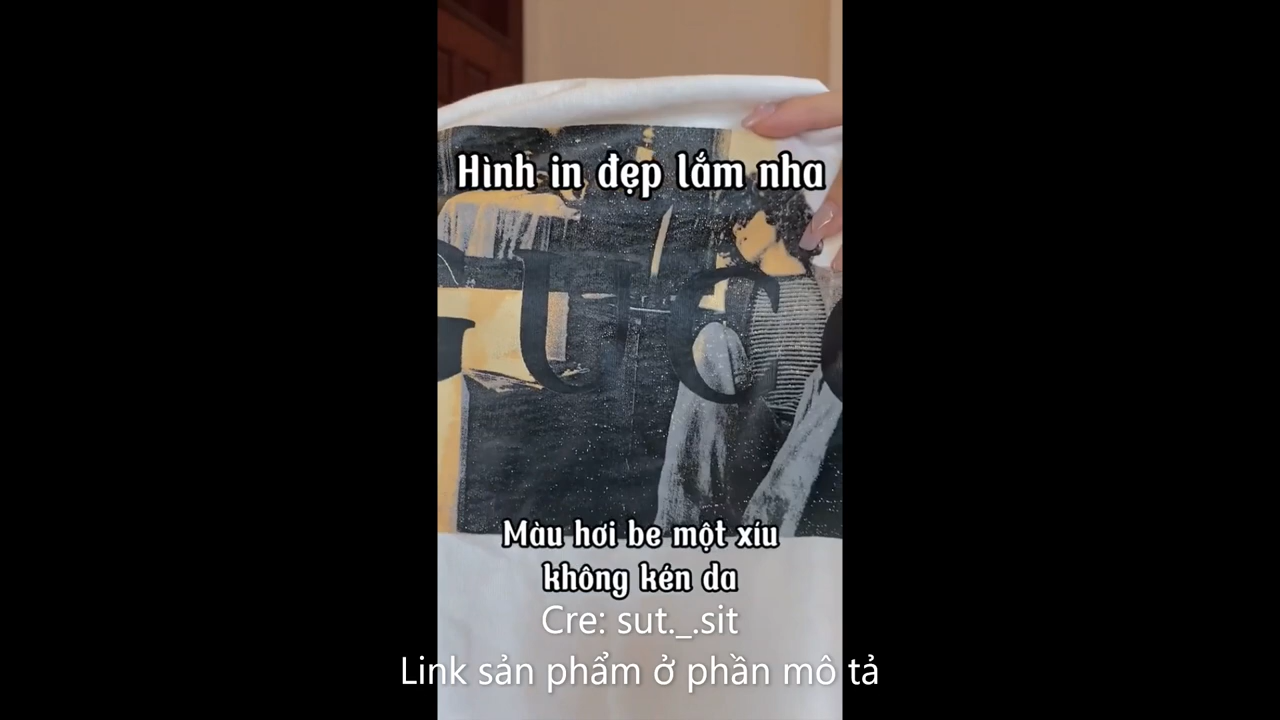 Hình in đẹp lắm nha
GUCC
Màu hơi be một xíu
không kén da
Cre: sut._.sit
Link sản phẩm ở phần mô tả